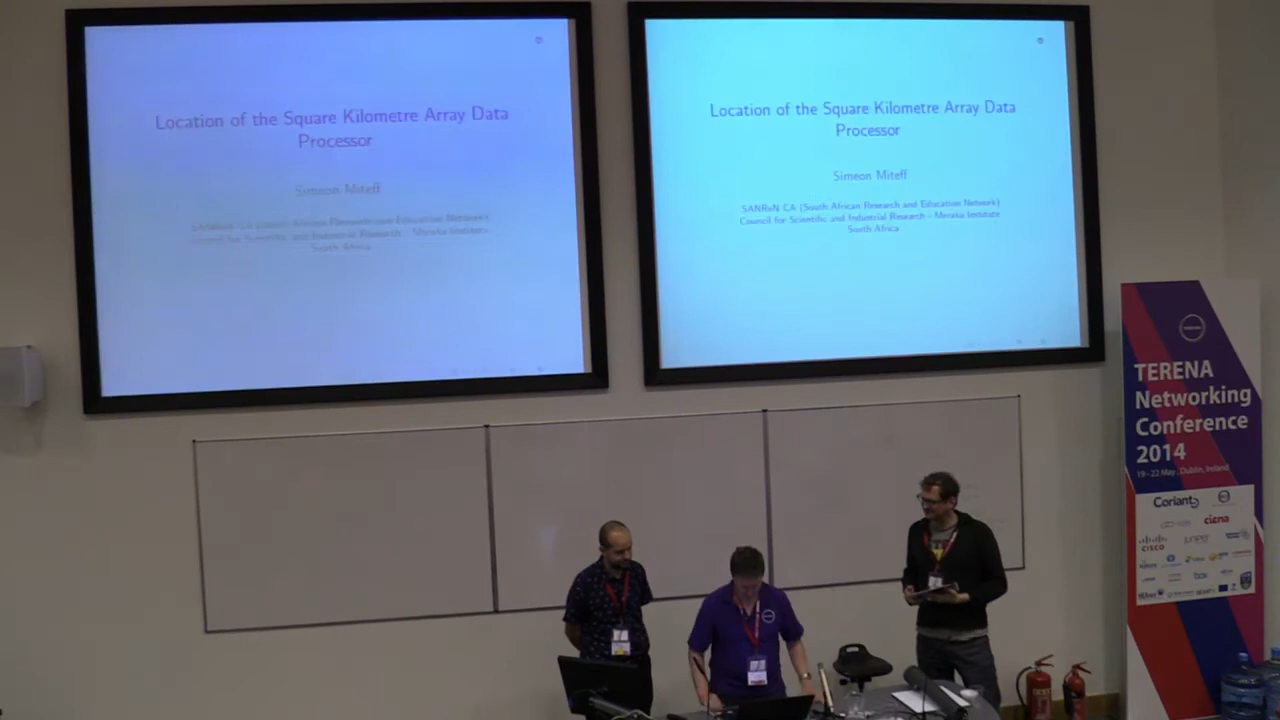 Location of the Square Kilometre Array Data
Processor
Simeon Miteff
Location of the Square Kilometre Array Data
Processor
Simeon Miteff
SANReN CA (South African Research and Education Network)
Council for Scientific and Industrial Research - Meraka Institute
South Africa
TERENA
Networking
Conference
2014
19 - 22 May, Dublin, Ireland
Coriant
ciena
CISCO
JUNIPER
box